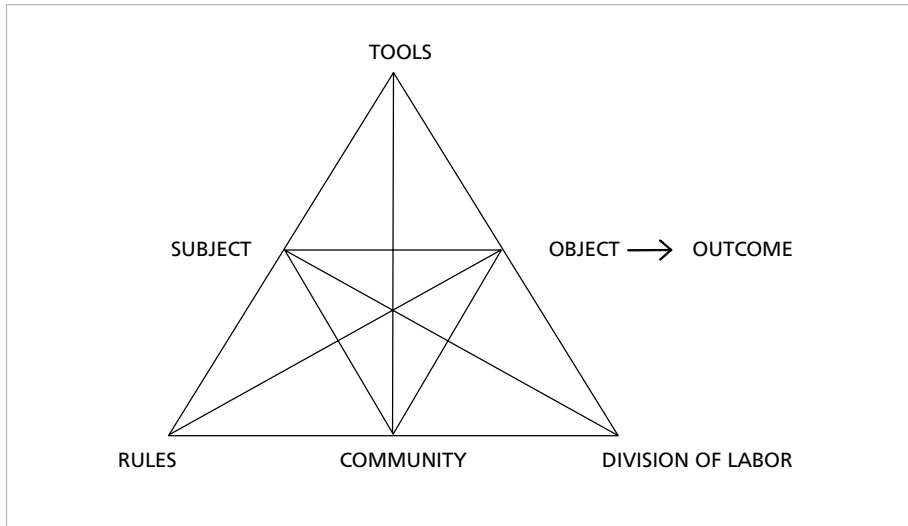 TOOLS
SUBJECT OBJECT → OUTCOME
RULES COMMUNITY DIVISION OF LABOR